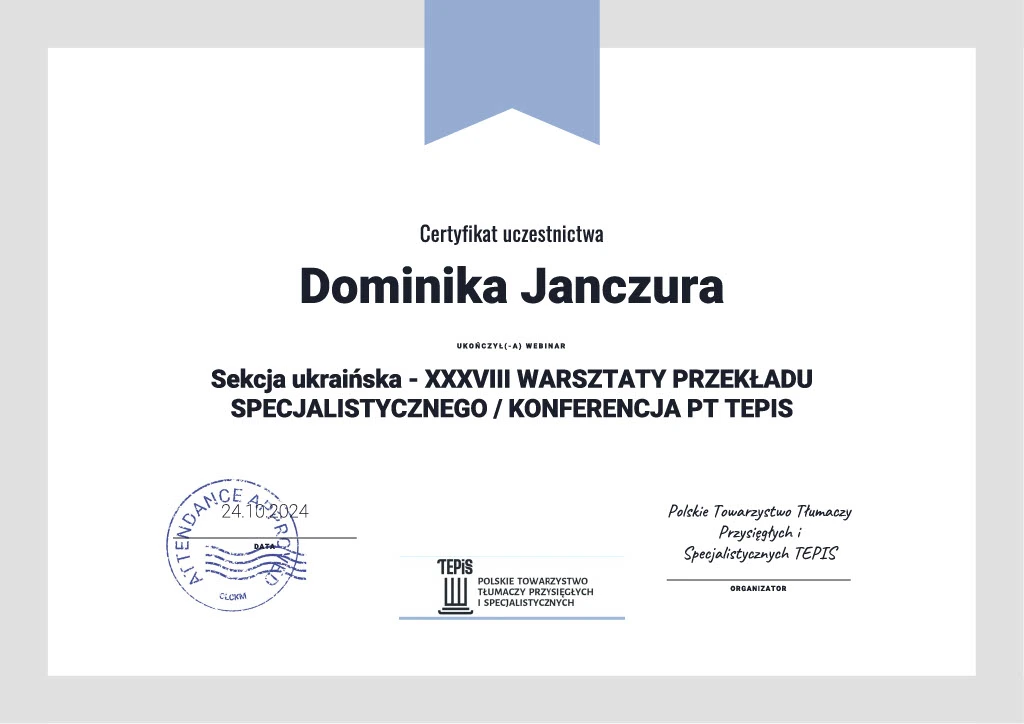 Certyfikat uczestnictwa
Dominika Janczura
UKOŃCZYŁ(-A) WEBINAR
Sekcja ukraińska - XXXVIII WARSZTATY PRZEKŁADU
SPECJALISTYCZNEGO / KONFERENCJA PT TEPIS
ATTENDANCE APPROVED
24.10.2024
DATA
CLCKM
TEPiS
POLSKIE TOWARZYSTWO
TŁUMACZY PRZYSIĘGŁYCH
I SPECJALISTYCZNYCH
Polskie Towarzystwo Tłumaczy
Przysięgłych i
Specjalistycznych TEPIS
ORGANIZATOR